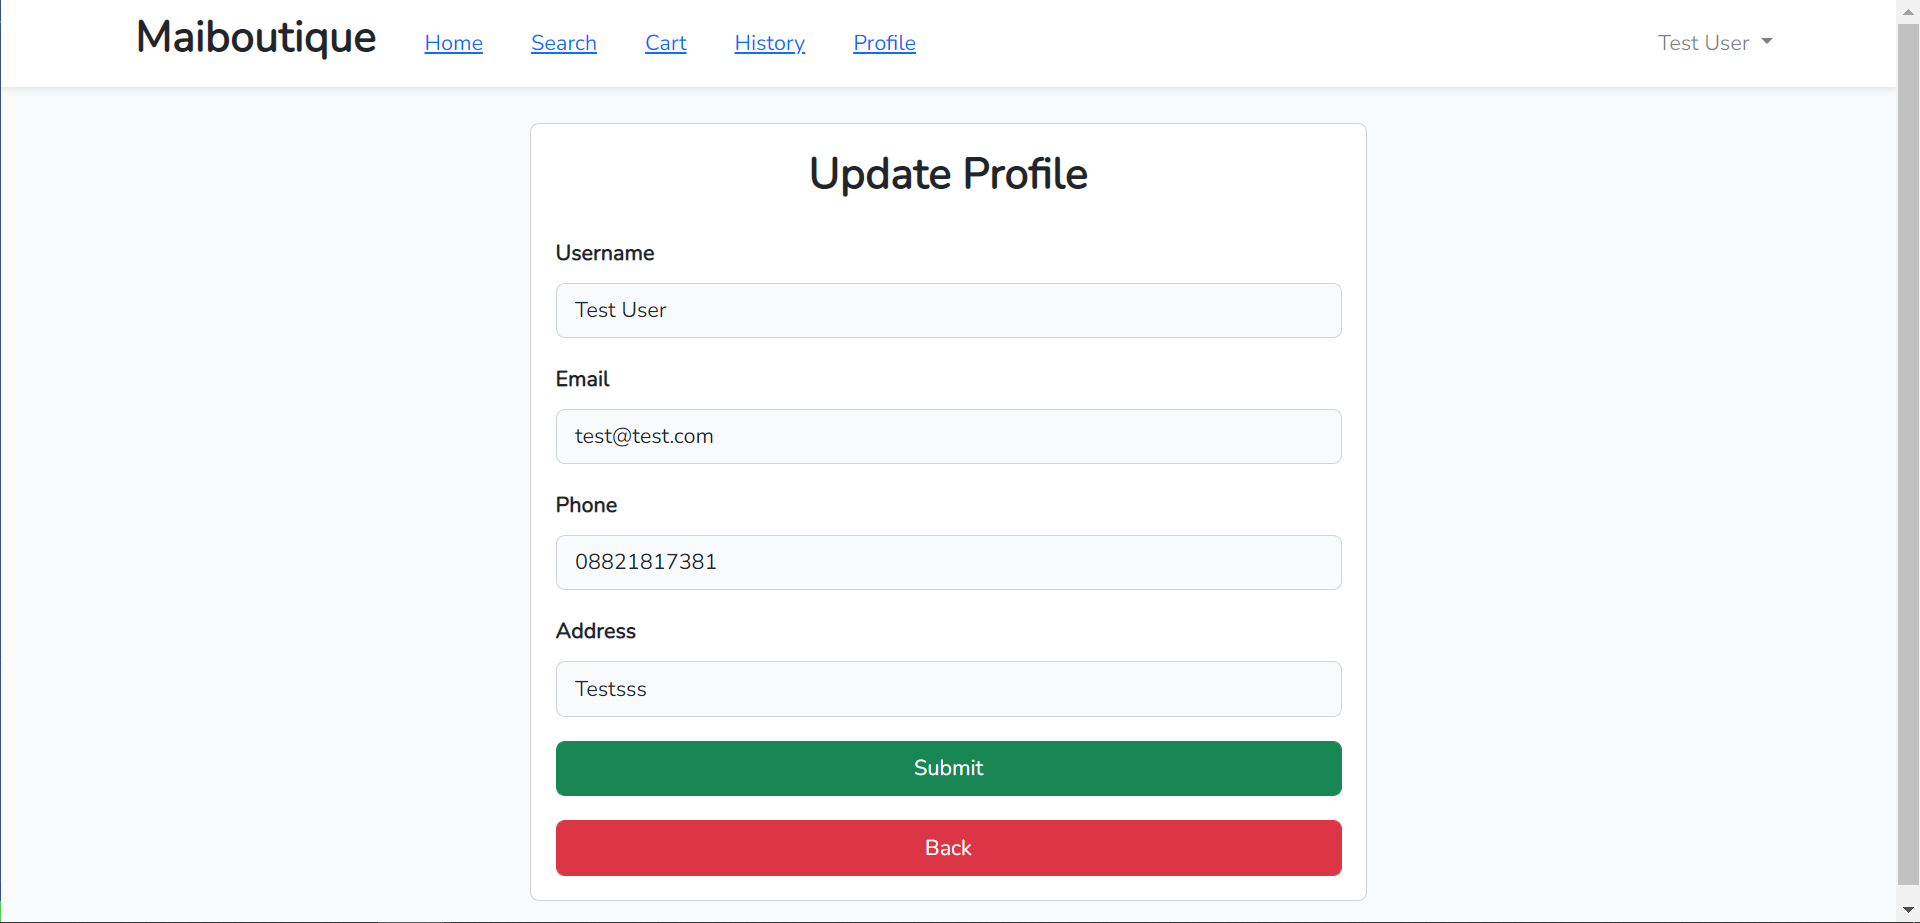 Maiboutique Home Search Cart History Profile Test User
Update Profile
Username
Test User
Email
test@test.com
Phone
08821817381
Address
Testsss
Submit
Back